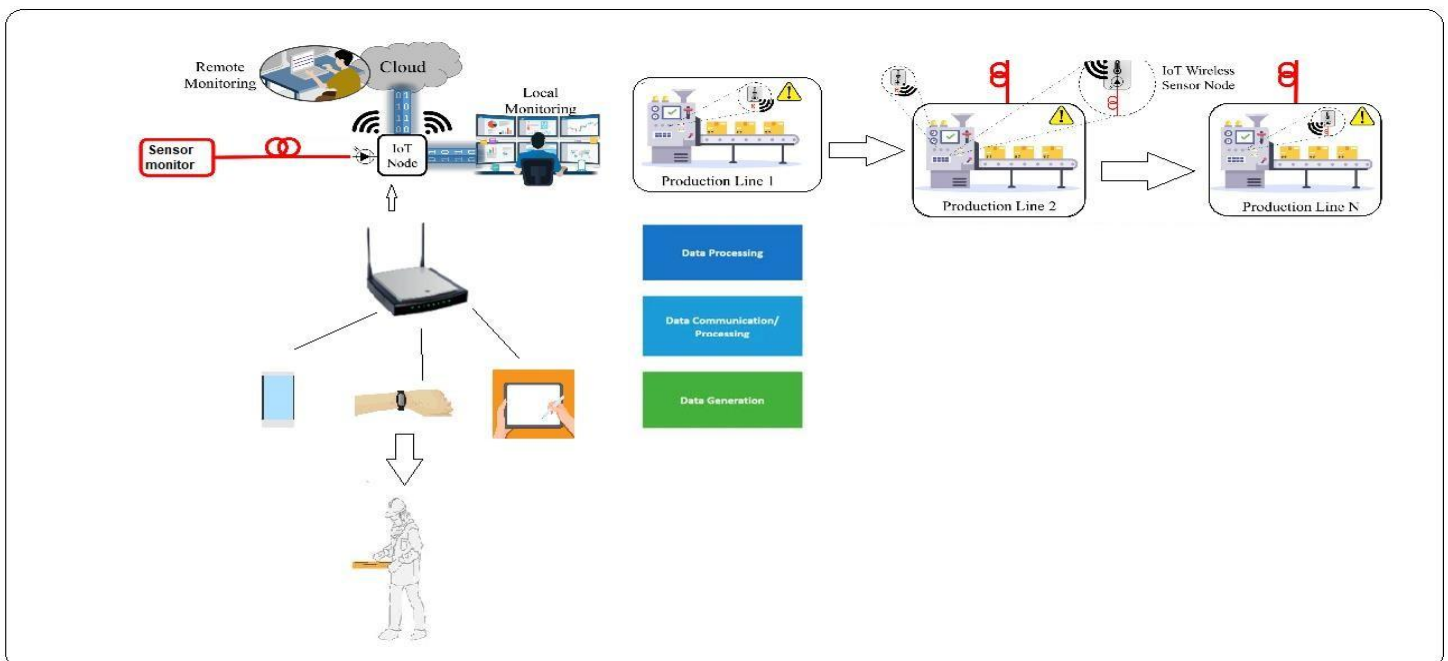 Remote
Monitoring
Cloud
Local
Monitoring
Sensor
monitor
IoT
Node
Production Line 1
IoT Wireless
Sensor Node
Production Line 2
Production Line N
Data Processing
Data Communication/
Processing
Data Generation